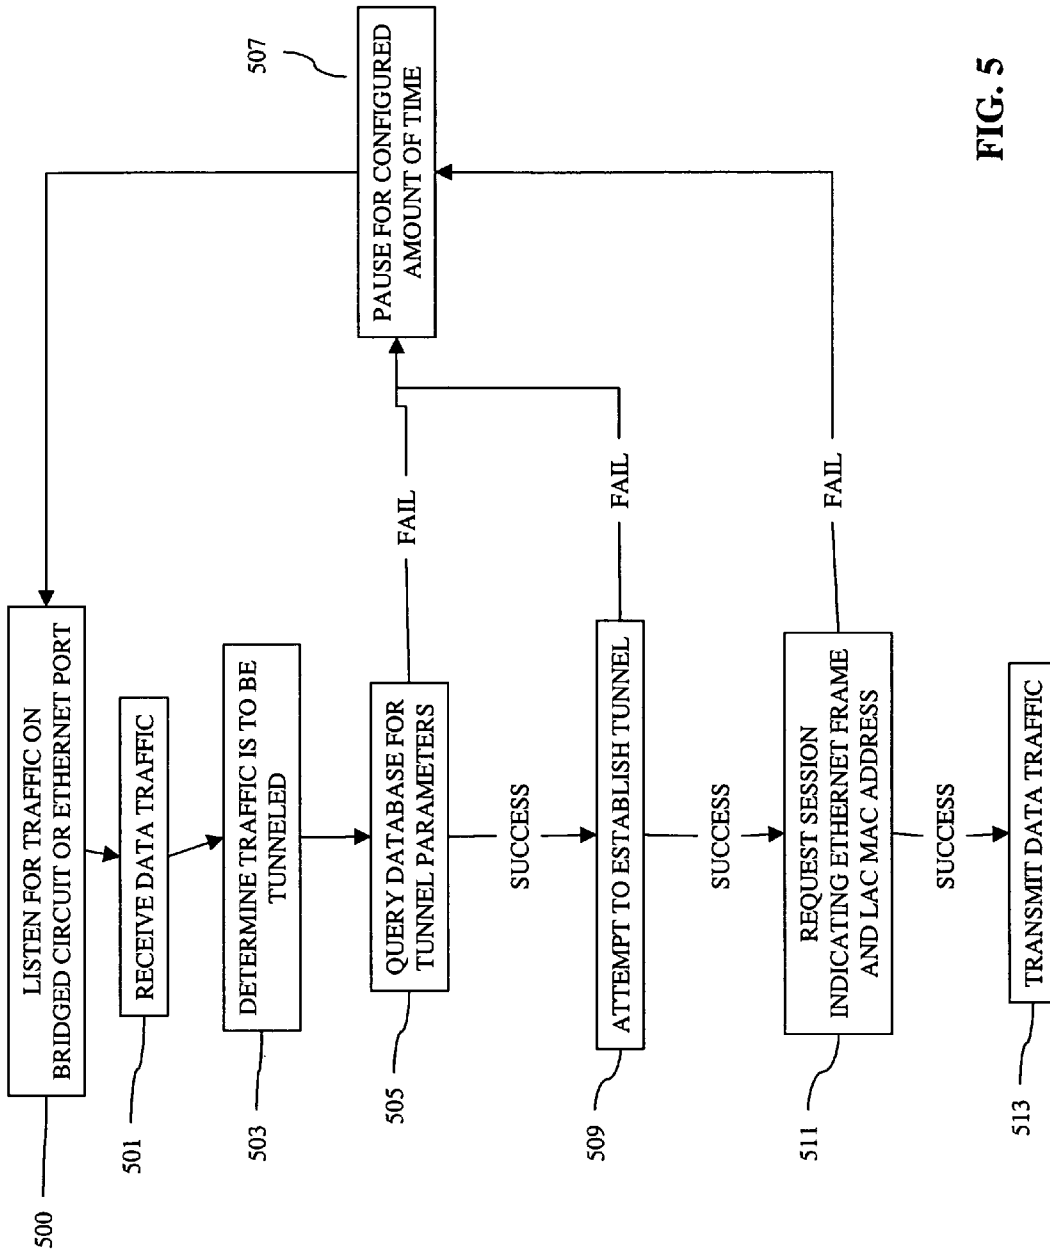 500
LISTEN FOR TRAFFIC ON
BRIDGED CIRCUIT OR ETHERNET PORT
501
RECEIVE DATA TRAFFIC
503
DETERMINE TRAFFIC IS TO BE
TUNNELED
505
QUERY DATABASE FOR
TUNNEL PARAMETERS
FAIL
507
PAUSE FOR CONFIGURED
AMOUNT OF TIME
SUCCESS
509
ATTEMPT TO ESTABLISH TUNNEL
FAIL
SUCCESS
511
REQUEST SESSION
INDICATING ETHERNET FRAME
AND LAC MAC ADDRESS
FAIL
SUCCESS
513
TRANSMIT DATA TRAFFIC
FIG. 5